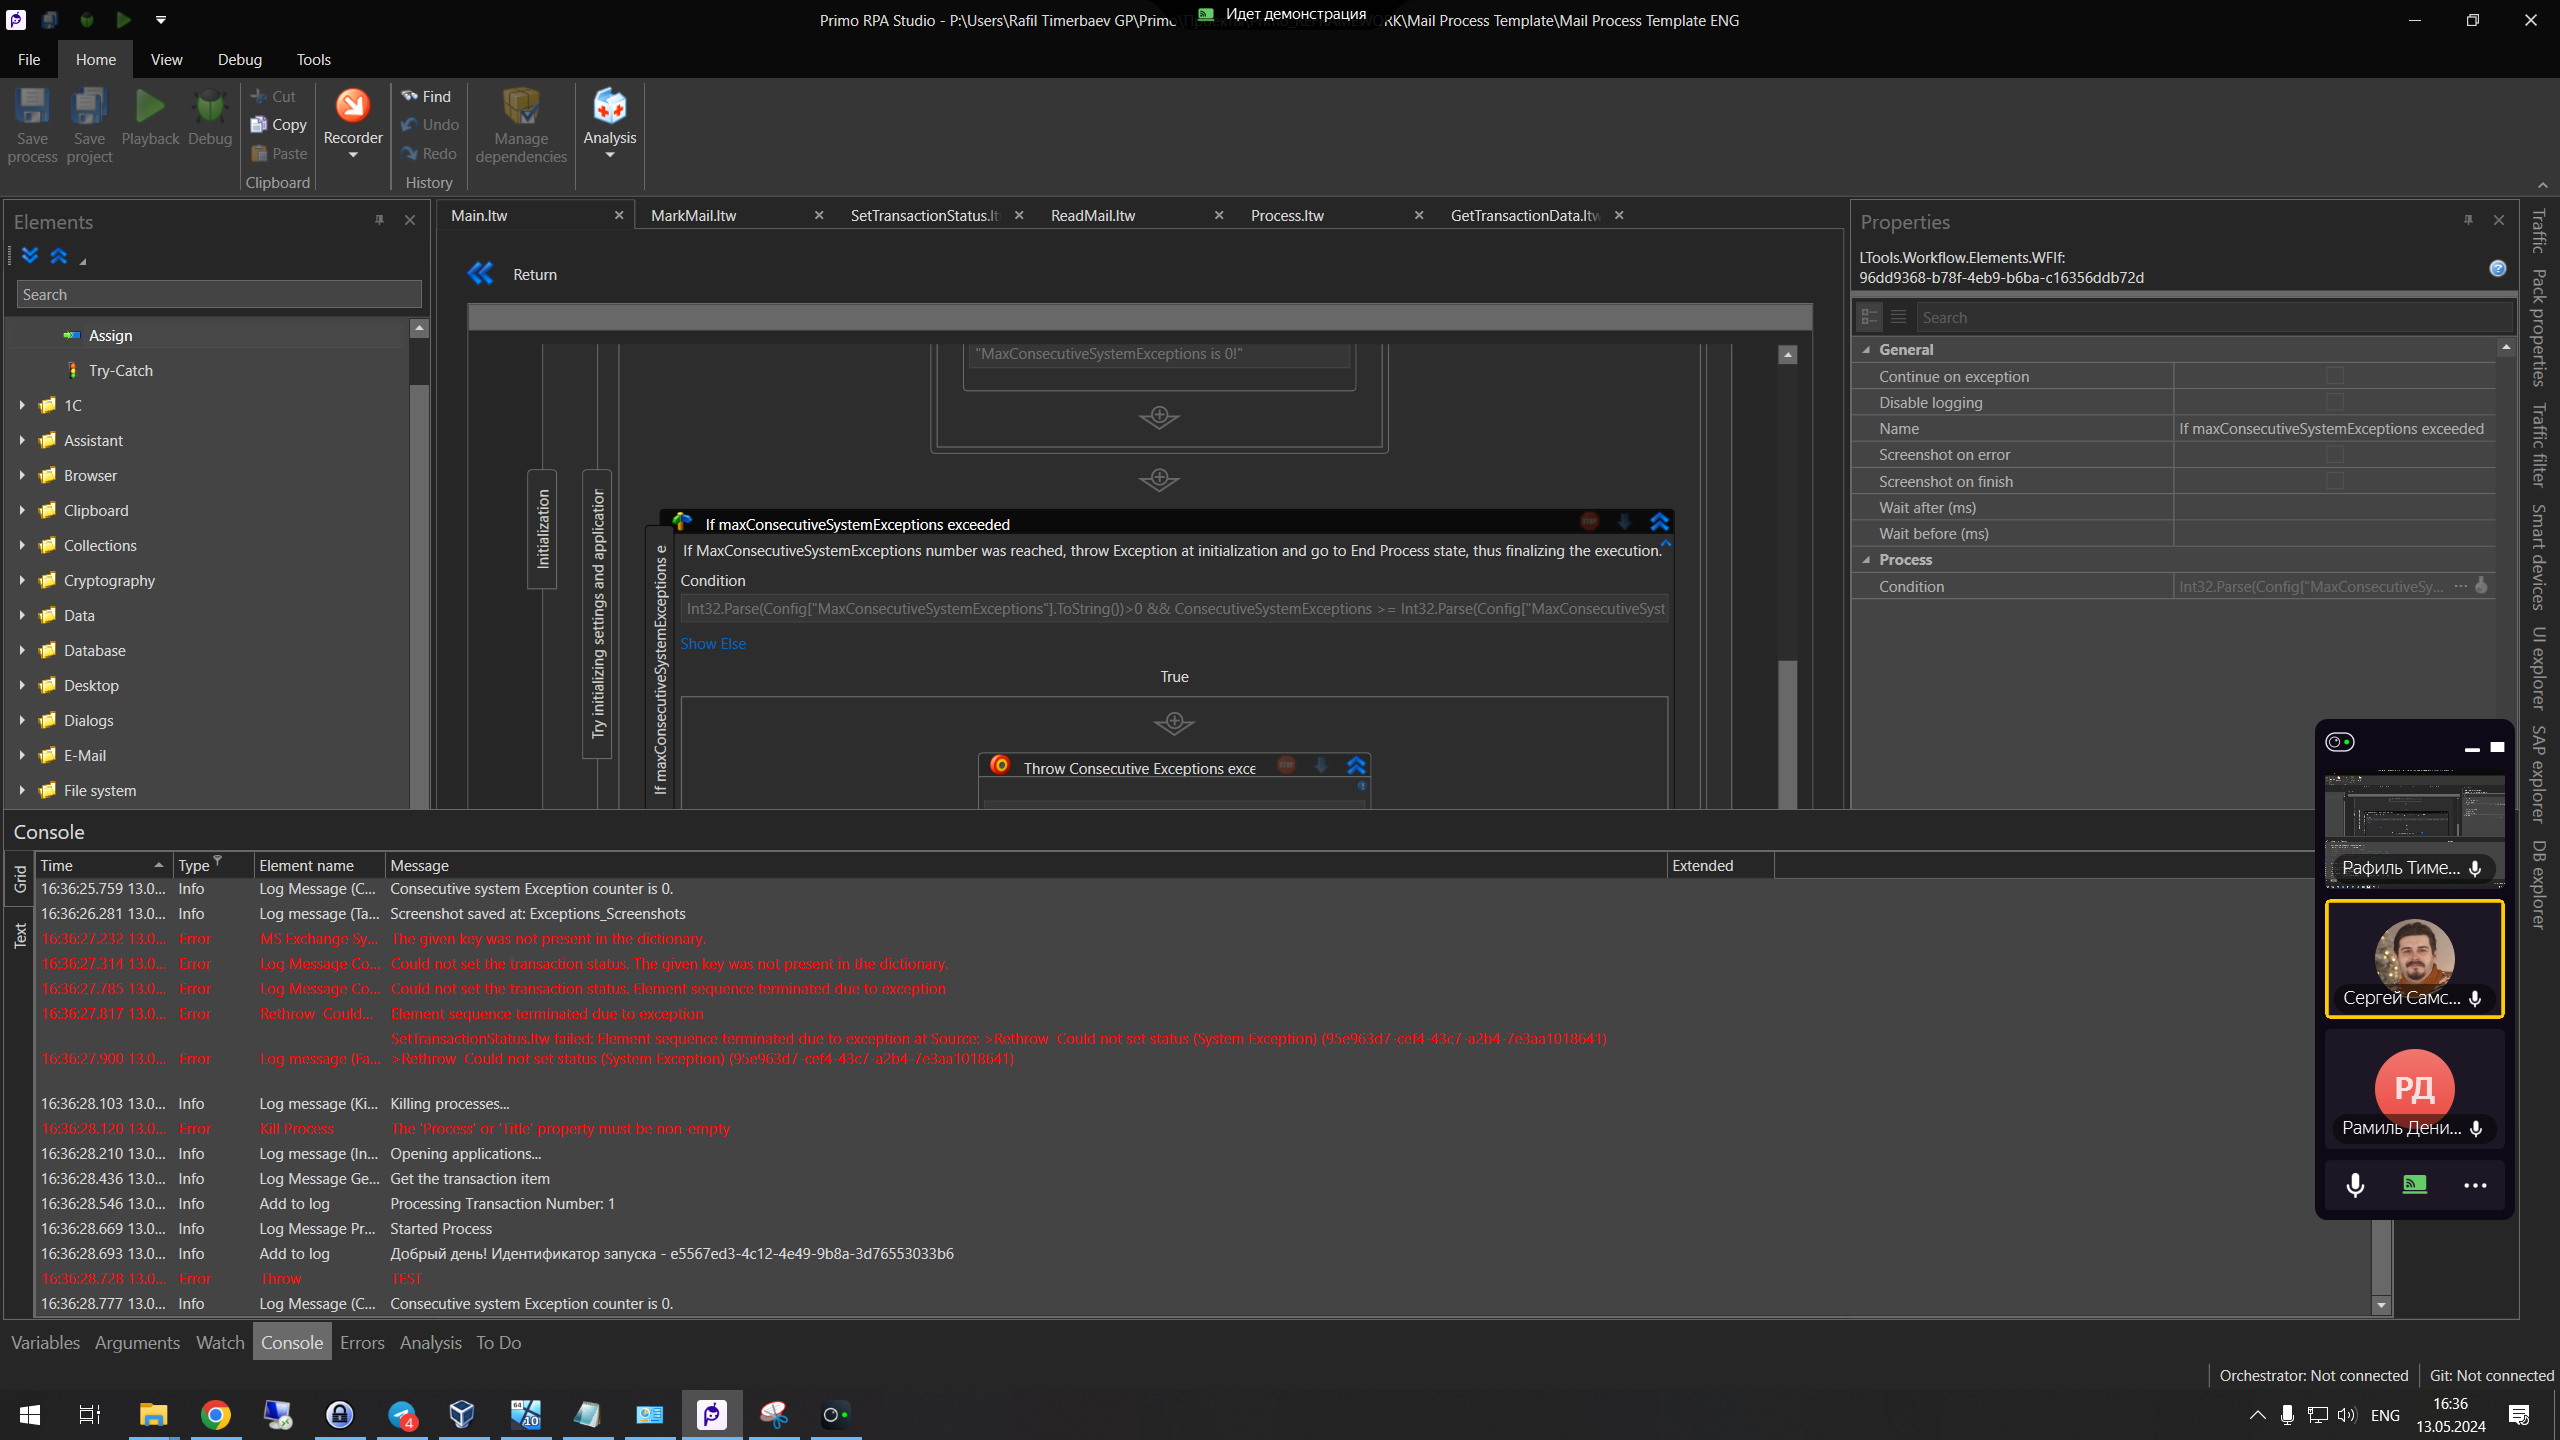 Primo RPA Studio - P:\Users\Rafil Timerbaev GP\Primo
Идет демонстрация
RK\Mail Process Template\Mail Process Template ENG
File Home View Debug Tools
Save process
Save project
Playback
Debug
Cut
Copy
Paste
Clipboard
Recorder
Find
Undo
Redo
History
Manage dependencies
Analysis
Elements
Search
Assign
Try-Catch
1C
Assistant
Browser
Clipboard
Collections
Cryptography
Data
Database
Desktop
Dialogs
E-Mail
File system
Main.ltw
MarkMail.ltw
SetTransactionStatus.lt
ReadMail.ltw
Process.ltw
GetTransactionData.ltw
Return
"MaxConsecutiveSystemExceptions is 0!"
Initialization
Try initializing settings and application
If maxConsecutiveSystemExceptions e
If maxConsecutiveSystemExceptions exceeded
If MaxConsecutiveSystemExceptions number was reached, throw Exception at initialization and go to End Process state, thus finalizing the execution.
Condition
Int32.Parse(Config["MaxConsecutiveSystemExceptions"].ToString())>0 && ConsecutiveSystemExceptions >= Int32.Parse(Config["MaxConsecutiveSyst
Show Else
True
Throw Consecutive Exceptions exce
Properties
LTools.Workflow.Elements.WFIf:
96dd9368-b78f-4eb9-b6ba-c16356ddb72d
Search
General
Continue on exception
Disable logging
Name If maxConsecutiveSystemExceptions exceeded
Screenshot on error
Screenshot on finish
Wait after (ms)
Wait before (ms)
Process
Condition Int32.Parse(Config["MaxConsecutiveSy... ...
Traffic
Pack properties
Traffic filter
Smart devices
UI explorer
SAP explorer
DB explorer
Рафиль Тиме...
Сергей Самс...
РД
Рамиль Дени...
Console
Grid
Text
Time Type Element name Message Extended
16:36:25.759 13.0... Info Log Message (C... Consecutive system Exception counter is 0.
16:36:26.281 13.0... Info Log message (Ta... Screenshot saved at: Exceptions_Screenshots
16:36:27.232 13.0... Error MS Exchange Sy... The given key was not present in the dictionary.
16:36:27.314 13.0... Error Log Message Co... Could not set the transaction status. The given key was not present in the dictionary.
16:36:27.785 13.0... Error Log Message Co... Could not set the transaction status. Element sequence terminated due to exception
16:36:27.817 13.0... Error Rethrow Could... Element sequence terminated due to exception
SetTransactionStatus.ltw failed: Element sequence terminated due to exception at Source: >Rethrow Could not set status (System Exception) (95e963d7-cef4-43c7-a2b4-7e3aa1018641)
16:36:27.900 13.0... Error Log message (Fa... >Rethrow Could not set status (System Exception) (95e963d7-cef4-43c7-a2b4-7e3aa1018641)
16:36:28.103 13.0... Info Log message (Ki... Killing processes...
16:36:28.120 13.0... Error Kill Process The 'Process' or 'Title' property must be non-empty
16:36:28.210 13.0... Info Log message (In... Opening applications...
16:36:28.436 13.0... Info Log Message Ge... Get the transaction item
16:36:28.546 13.0... Info Add to log Processing Transaction Number: 1
16:36:28.669 13.0... Info Log Message Pr... Started Process
16:36:28.693 13.0... Info Add to log Добрый день! Идентификатор запуска - e5567ed3-4c12-4e49-9b8a-3d76553033b6
16:36:28.728 13.0... Error Throw TEST
16:36:28.777 13.0... Info Log Message (C... Consecutive system Exception counter is 0.
Variables Arguments Watch Console Errors Analysis To Do
Orchestrator: Not connected Git: Not connected
4
64
10
ENG
16:36
13.05.2024